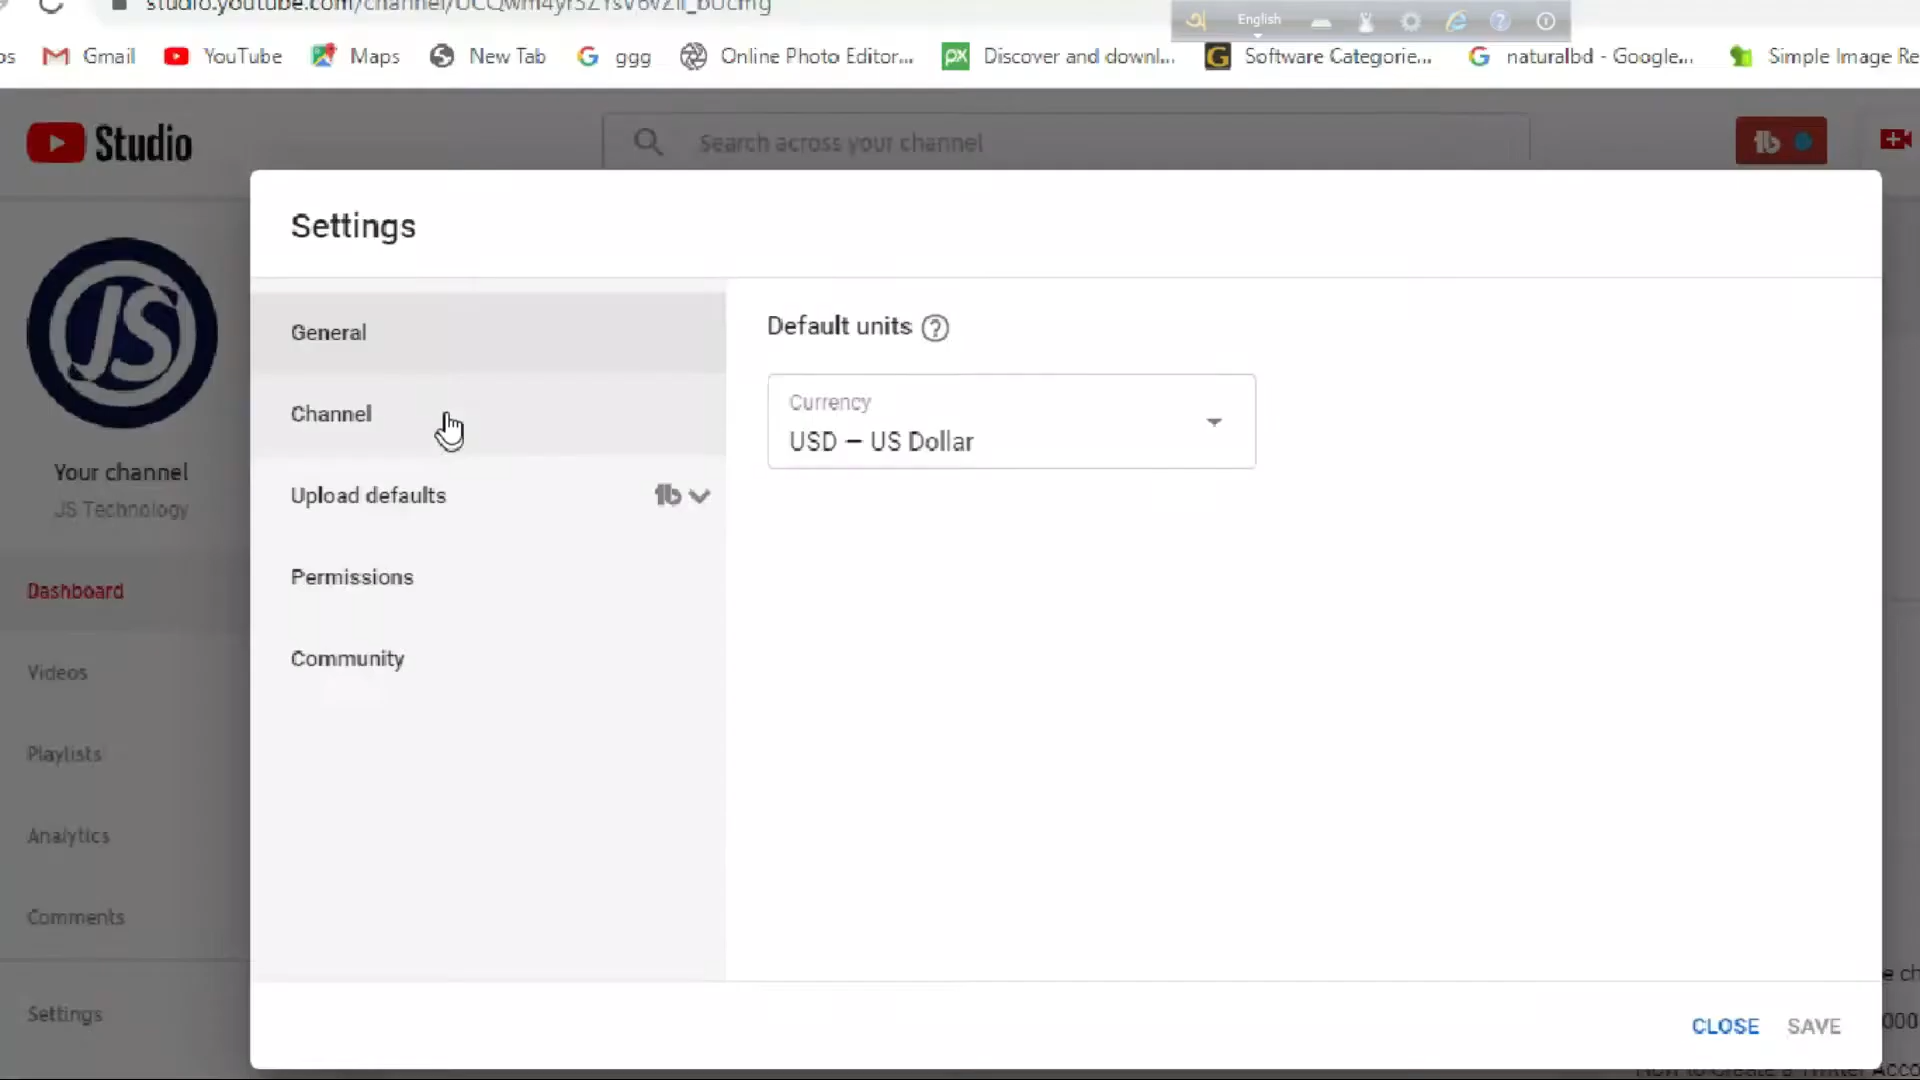 English
Gmail
YouTube
Maps
New Tab
ggg
Online Photo Editor...
Discover and downl...
Software Categorie...
naturalbd - Google...
Simple Image Re
Studio
Search across your channel
Settings
JS
General
Default units
Channel
Currency
USD – US Dollar
Upload defaults
Your channel
JS Technology
Permissions
Dashboard
Community
Videos
Playlists
Analytics
Comments
Settings
CLOSE
SAVE
000